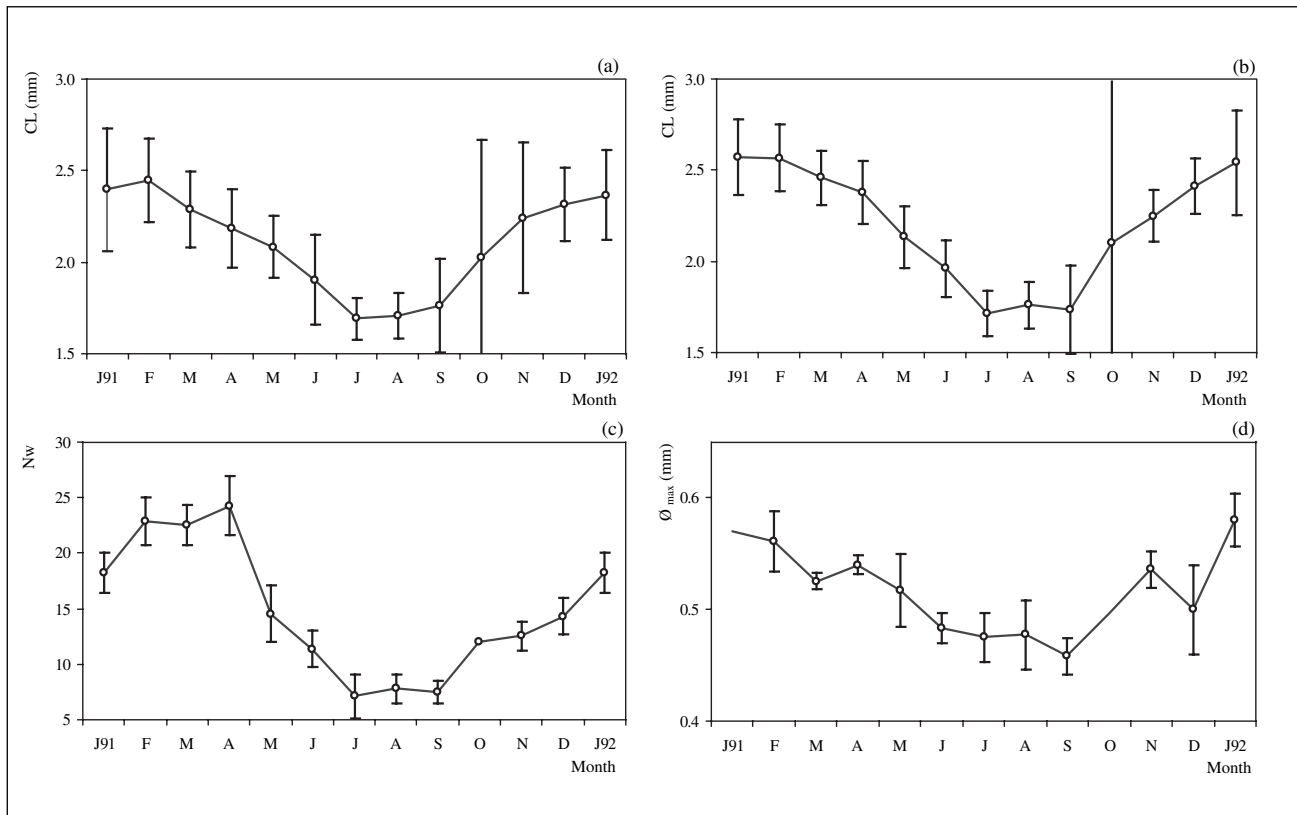 (a)
CL (mm)
3.0
2.5
2.0
1.5
J91 F M A M J J A S O N D J92
Month
(b)
CL (mm)
3.0
2.5
2.0
1.5
J91 F M A M J J A S O N D J92
Month
(c)
Nw
30
25
20
15
10
5
J91 F M A M J J A S O N D J92
Month
(d)
Ø max (mm)
0.6
0.5
0.4
J91 F M A M J J A S O N D J92
Month